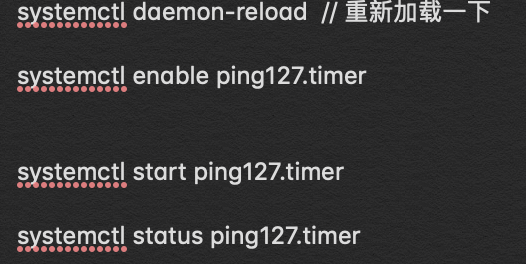 systemctl daemon-reload  // 重新加载一下
systemctl enable ping127.timer
systemctl start ping127.timer
systemctl status ping127.timer